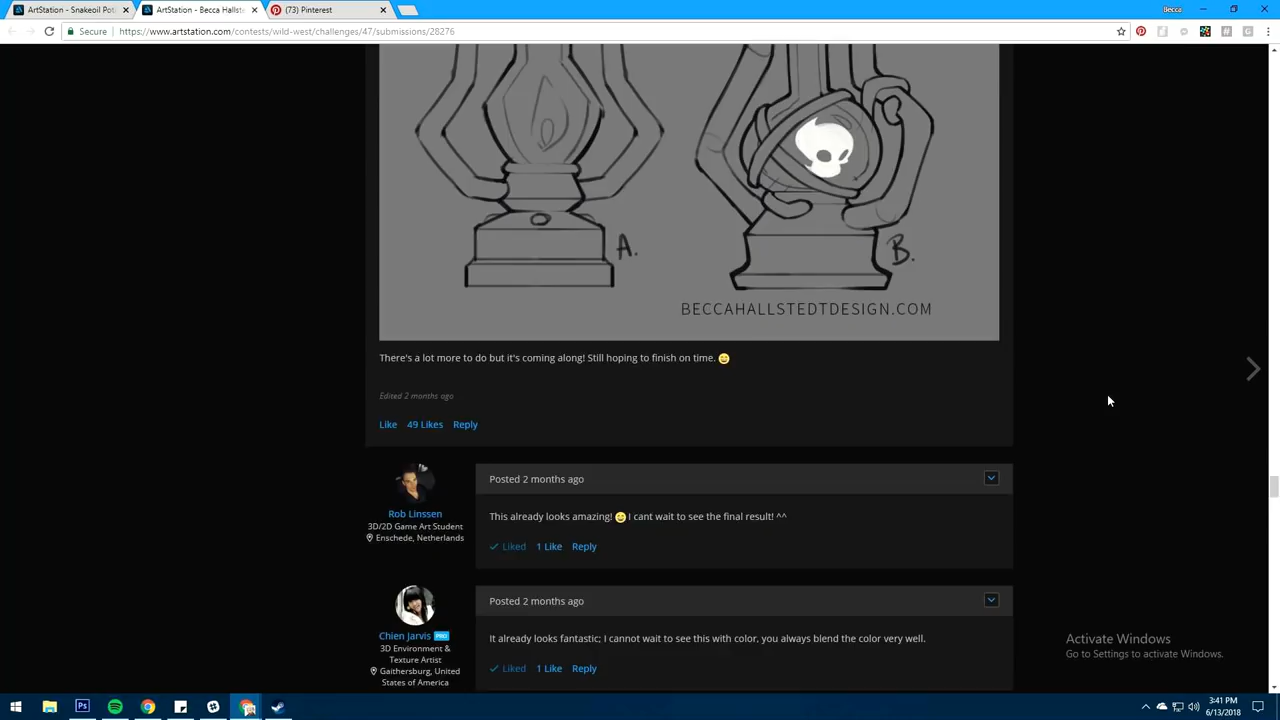 ArtStation - Snakeoil Pot
ArtStation - Becca Hallst
(73) Pinterest
Becca
Secure
https://www.artstation.com/contests/wild-west/challenges/47/submissions/28276
A.
B.
BECCAHALLSTEDTDESIGN.COM
There's a lot more to do but it's coming along! Still hoping to finish on time.
Edited 2 months ago
Like 49 Likes Reply
Rob Linssen
3D/2D Game Art Student
Enschede, Netherlands
Posted 2 months ago
This already looks amazing! I cant wait to see the final result! ^^
Liked 1 Like Reply
Chien Jarvis PRO
3D Environment &
Texture Artist
Gaithersburg, United
States of America
Posted 2 months ago
It already looks fantastic; I cannot wait to see this with color, you always blend the color very well.
Liked 1 Like Reply
Activate Windows
Go to Settings to activate Windows.
Ps
3:41 PM
6/13/2018